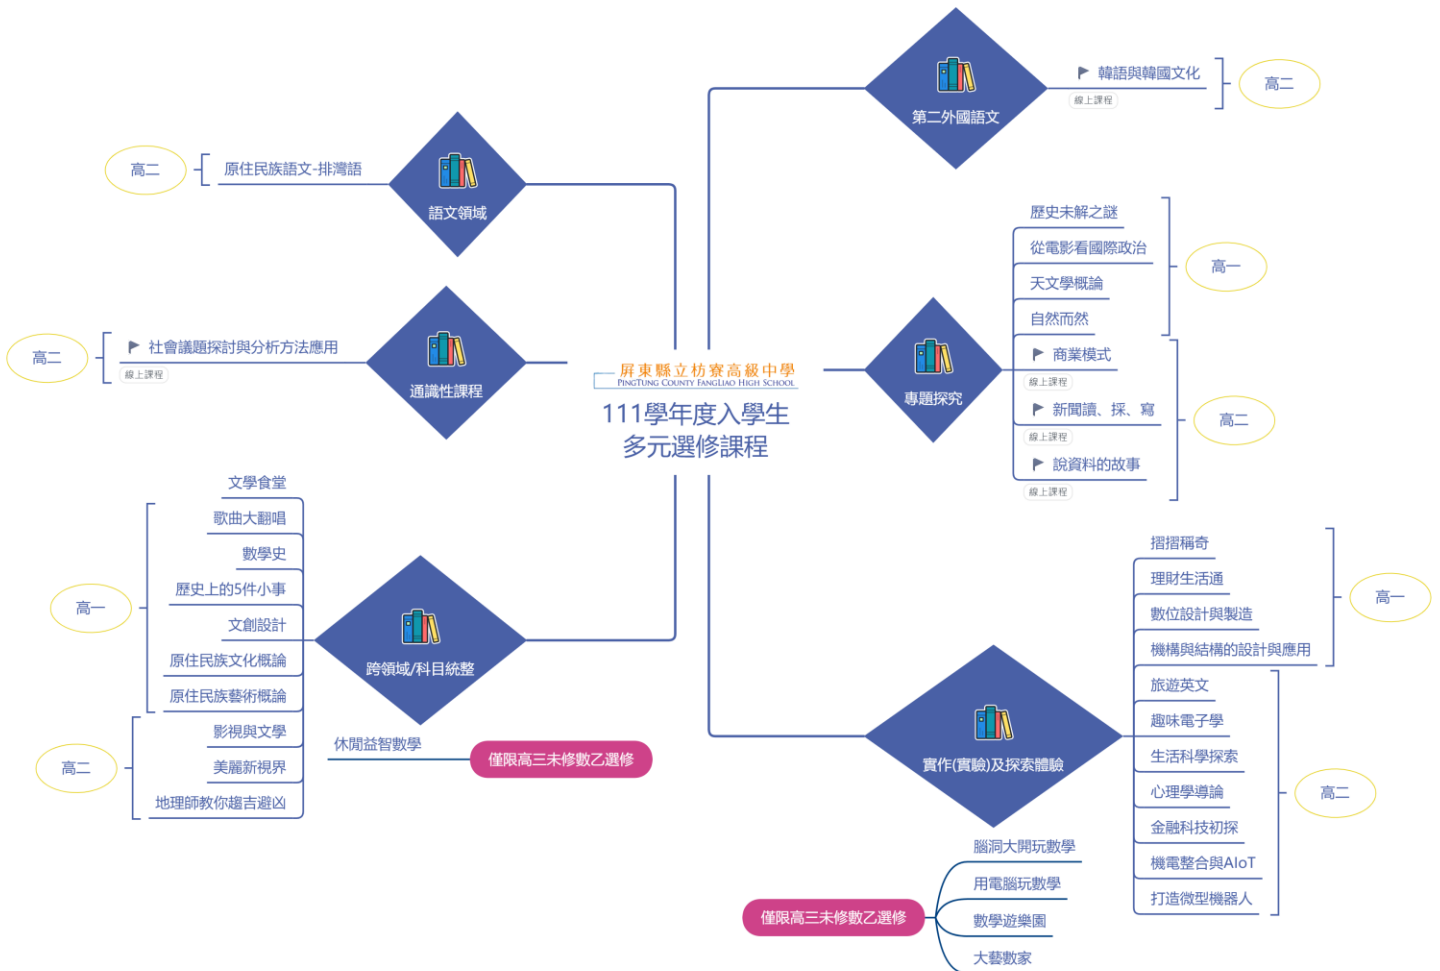 屏東縣立枋寮高級中學
PINGTUNG COUNTY FANGLIAO HIGH SCHOOL
111學年度入學生
多元選修課程
語文領域
原住民族語文-排灣語
高二
通識性課程
社會議題探討與分析方法應用
線上課程
高二
跨領域/科目統整
文學食堂
歌曲大翻唱
數學史
歷史上的5件小事
文創設計
原住民族文化概論
原住民族藝術概論
高一
影視與文學
美麗新視界
地理師教你趨吉避凶
高二
休閒益智數學
僅限高三未修數乙選修
第二外國語文
韓語與韓國文化
線上課程
高二
專題探究
歷史未解之謎
從電影看國際政治
天文學概論
自然而然
高一
商業模式
線上課程
新聞讀、採、寫
線上課程
說資料的故事
線上課程
高二
實作(實驗)及探索體驗
摺摺稱奇
理財生活通
數位設計與製造
機構與結構的設計與應用
高一
旅遊英文
趣味電子學
生活科學探索
心理學導論
金融科技初探
機電整合與AIoT
打造微型機器人
高二
腦洞大開玩數學
用電腦玩數學
數學遊樂園
大藝數家
僅限高三未修數乙選修